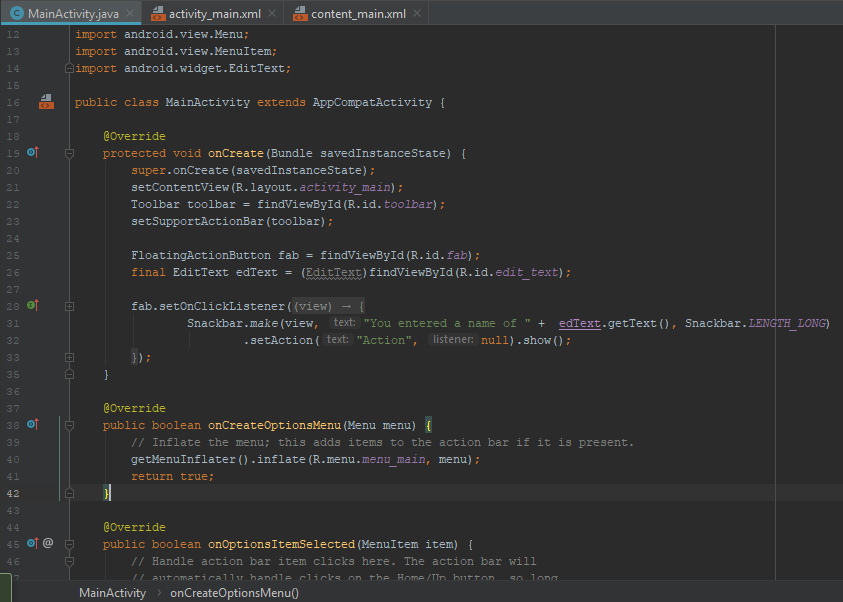 MainActivity.java × activity_main.xml × content_main.xml ×
12 import android.view.Menu;
13 import android.view.MenuItem;
14 import android.widget.EditText;
15
16 public class MainActivity extends AppCompatActivity {
17
18 @Override
19 protected void onCreate(Bundle savedInstanceState) {
20 super.onCreate(savedInstanceState);
21 setContentView(R.layout.activity_main);
22 Toolbar toolbar = findViewById(R.id.toolbar);
23 setSupportActionBar(toolbar);
24
25 FloatingActionButton fab = findViewById(R.id.fab);
26 final EditText edText = (EditText)findViewById(R.id.edit_text);
27
28 fab.setOnClickListener((view) → {
31 Snackbar.make(view, text: "You entered a name of " + edText.getText(), Snackbar.LENGTH_LONG)
32 .setAction( text: "Action", listener: null).show();
33 });
35 }
36
37 @Override
38 public boolean onCreateOptionsMenu(Menu menu) {
39 // Inflate the menu; this adds items to the action bar if it is present.
40 getMenuInflater().inflate(R.menu.menu_main, menu);
41 return true;
42 }
43
44 @Override
45 @ public boolean onOptionsItemSelected(MenuItem item) {
46 // Handle action bar item clicks here. The action bar will
// automatically handle clicks on the Home/Up button, so long
MainActivity › onCreateOptionsMenu()